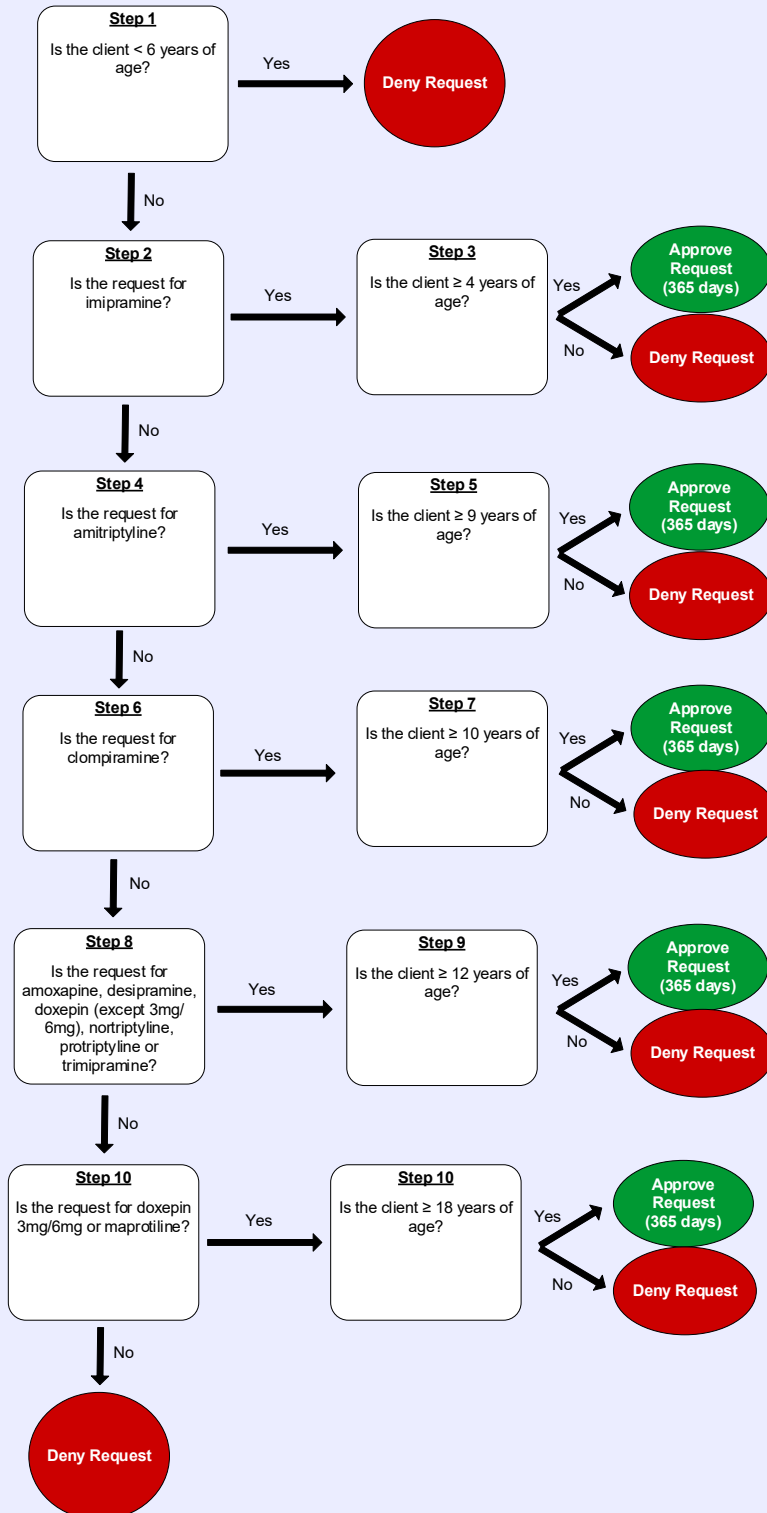 Step 1
Is the client < 6 years of
age?
Yes
Deny Request
No
Step 2
Is the request for
imipramine?
Yes
Step 3
Is the client ≥ 4 years of
age?
Yes
No
Approve
Request
(365 days)
Deny Request
No
Step 4
Is the request for
amitriptyline?
Yes
Step 5
Is the client ≥ 9 years of
age?
Yes
No
Approve
Request
(365 days)
Deny Request
No
Step 6
Is the request for
clompiramine?
Yes
Step 7
Is the client ≥ 10 years of
age?
Yes
No
Approve
Request
(365 days)
Deny Request
No
Step 8
Is the request for
amoxapine, desipramine,
doxepin (except 3mg/
6mg), nortriptyline,
protriptyline or
trimipramine?
Yes
Step 9
Is the client ≥ 12 years of
age?
Yes
No
Approve
Request
(365 days)
Deny Request
No
Step 10
Is the request for doxepin
3mg/6mg or maprotiline?
Yes
Step 10
Is the client ≥ 18 years of
age?
Yes
No
Approve
Request
(365 days)
Deny Request
No
Deny Request